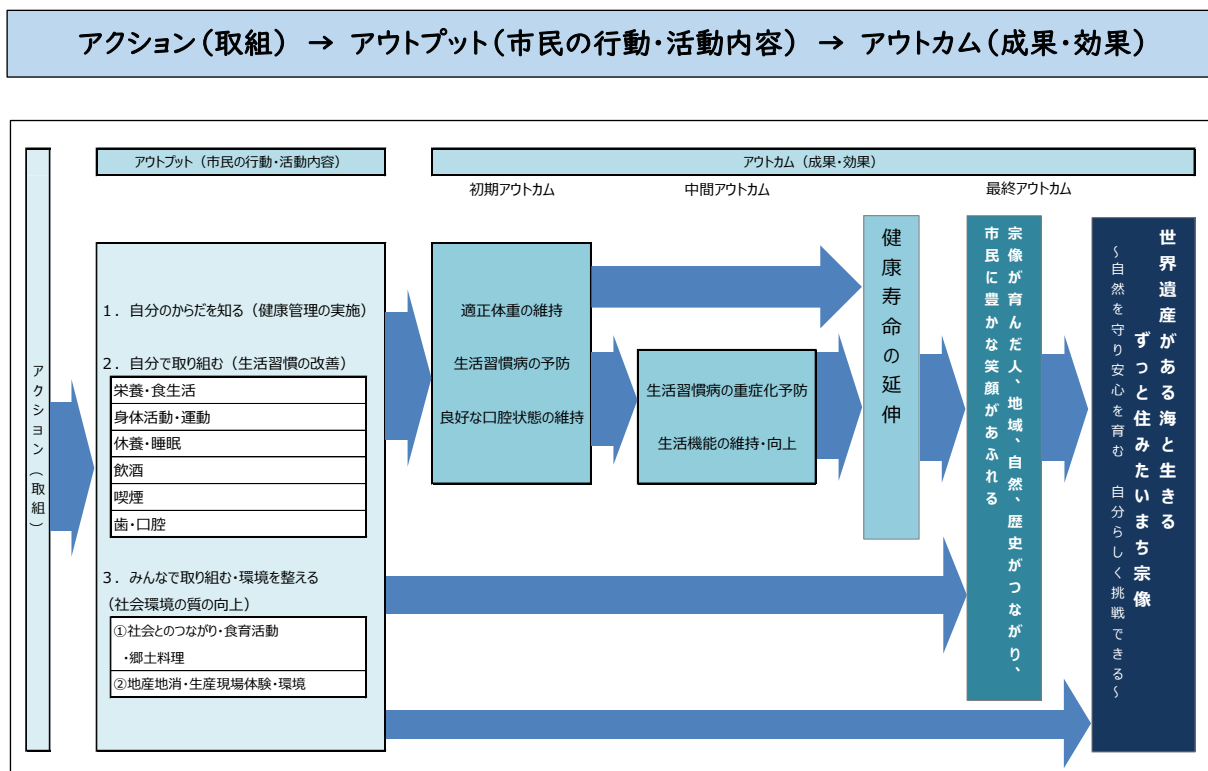 アクション(取組) → アウトプット(市民の行動・活動内容) → アウトカム(成果・効果)
アクション(取組)
アウトプット（市民の行動・活動内容）
1．自分のからだを知る（健康管理の実施）
2．自分で取り組む（生活習慣の改善）
栄養・食生活
身体活動・運動
休養・睡眠
飲酒
喫煙
歯・口腔
3．みんなで取り組む・環境を整える
（社会環境の質の向上）
①社会とのつながり・食育活動
・郷土料理
②地産地消・生産現場体験・環境
アウトカム（成果・効果）
初期アウトカム
中間アウトカム
最終アウトカム
適正体重の維持
生活習慣病の予防
良好な口腔状態の維持
生活習慣病の重症化予防
生活機能の維持・向上
健康寿命の延伸
宗像が育んだ人、地域、自然、歴史がつながり、
市民に豊かな笑顔があふれる
世界遺産がある海と生きる
ずっと住みたいまち宗像
～自然を守り安心を育む　自分らしく挑戦できる～